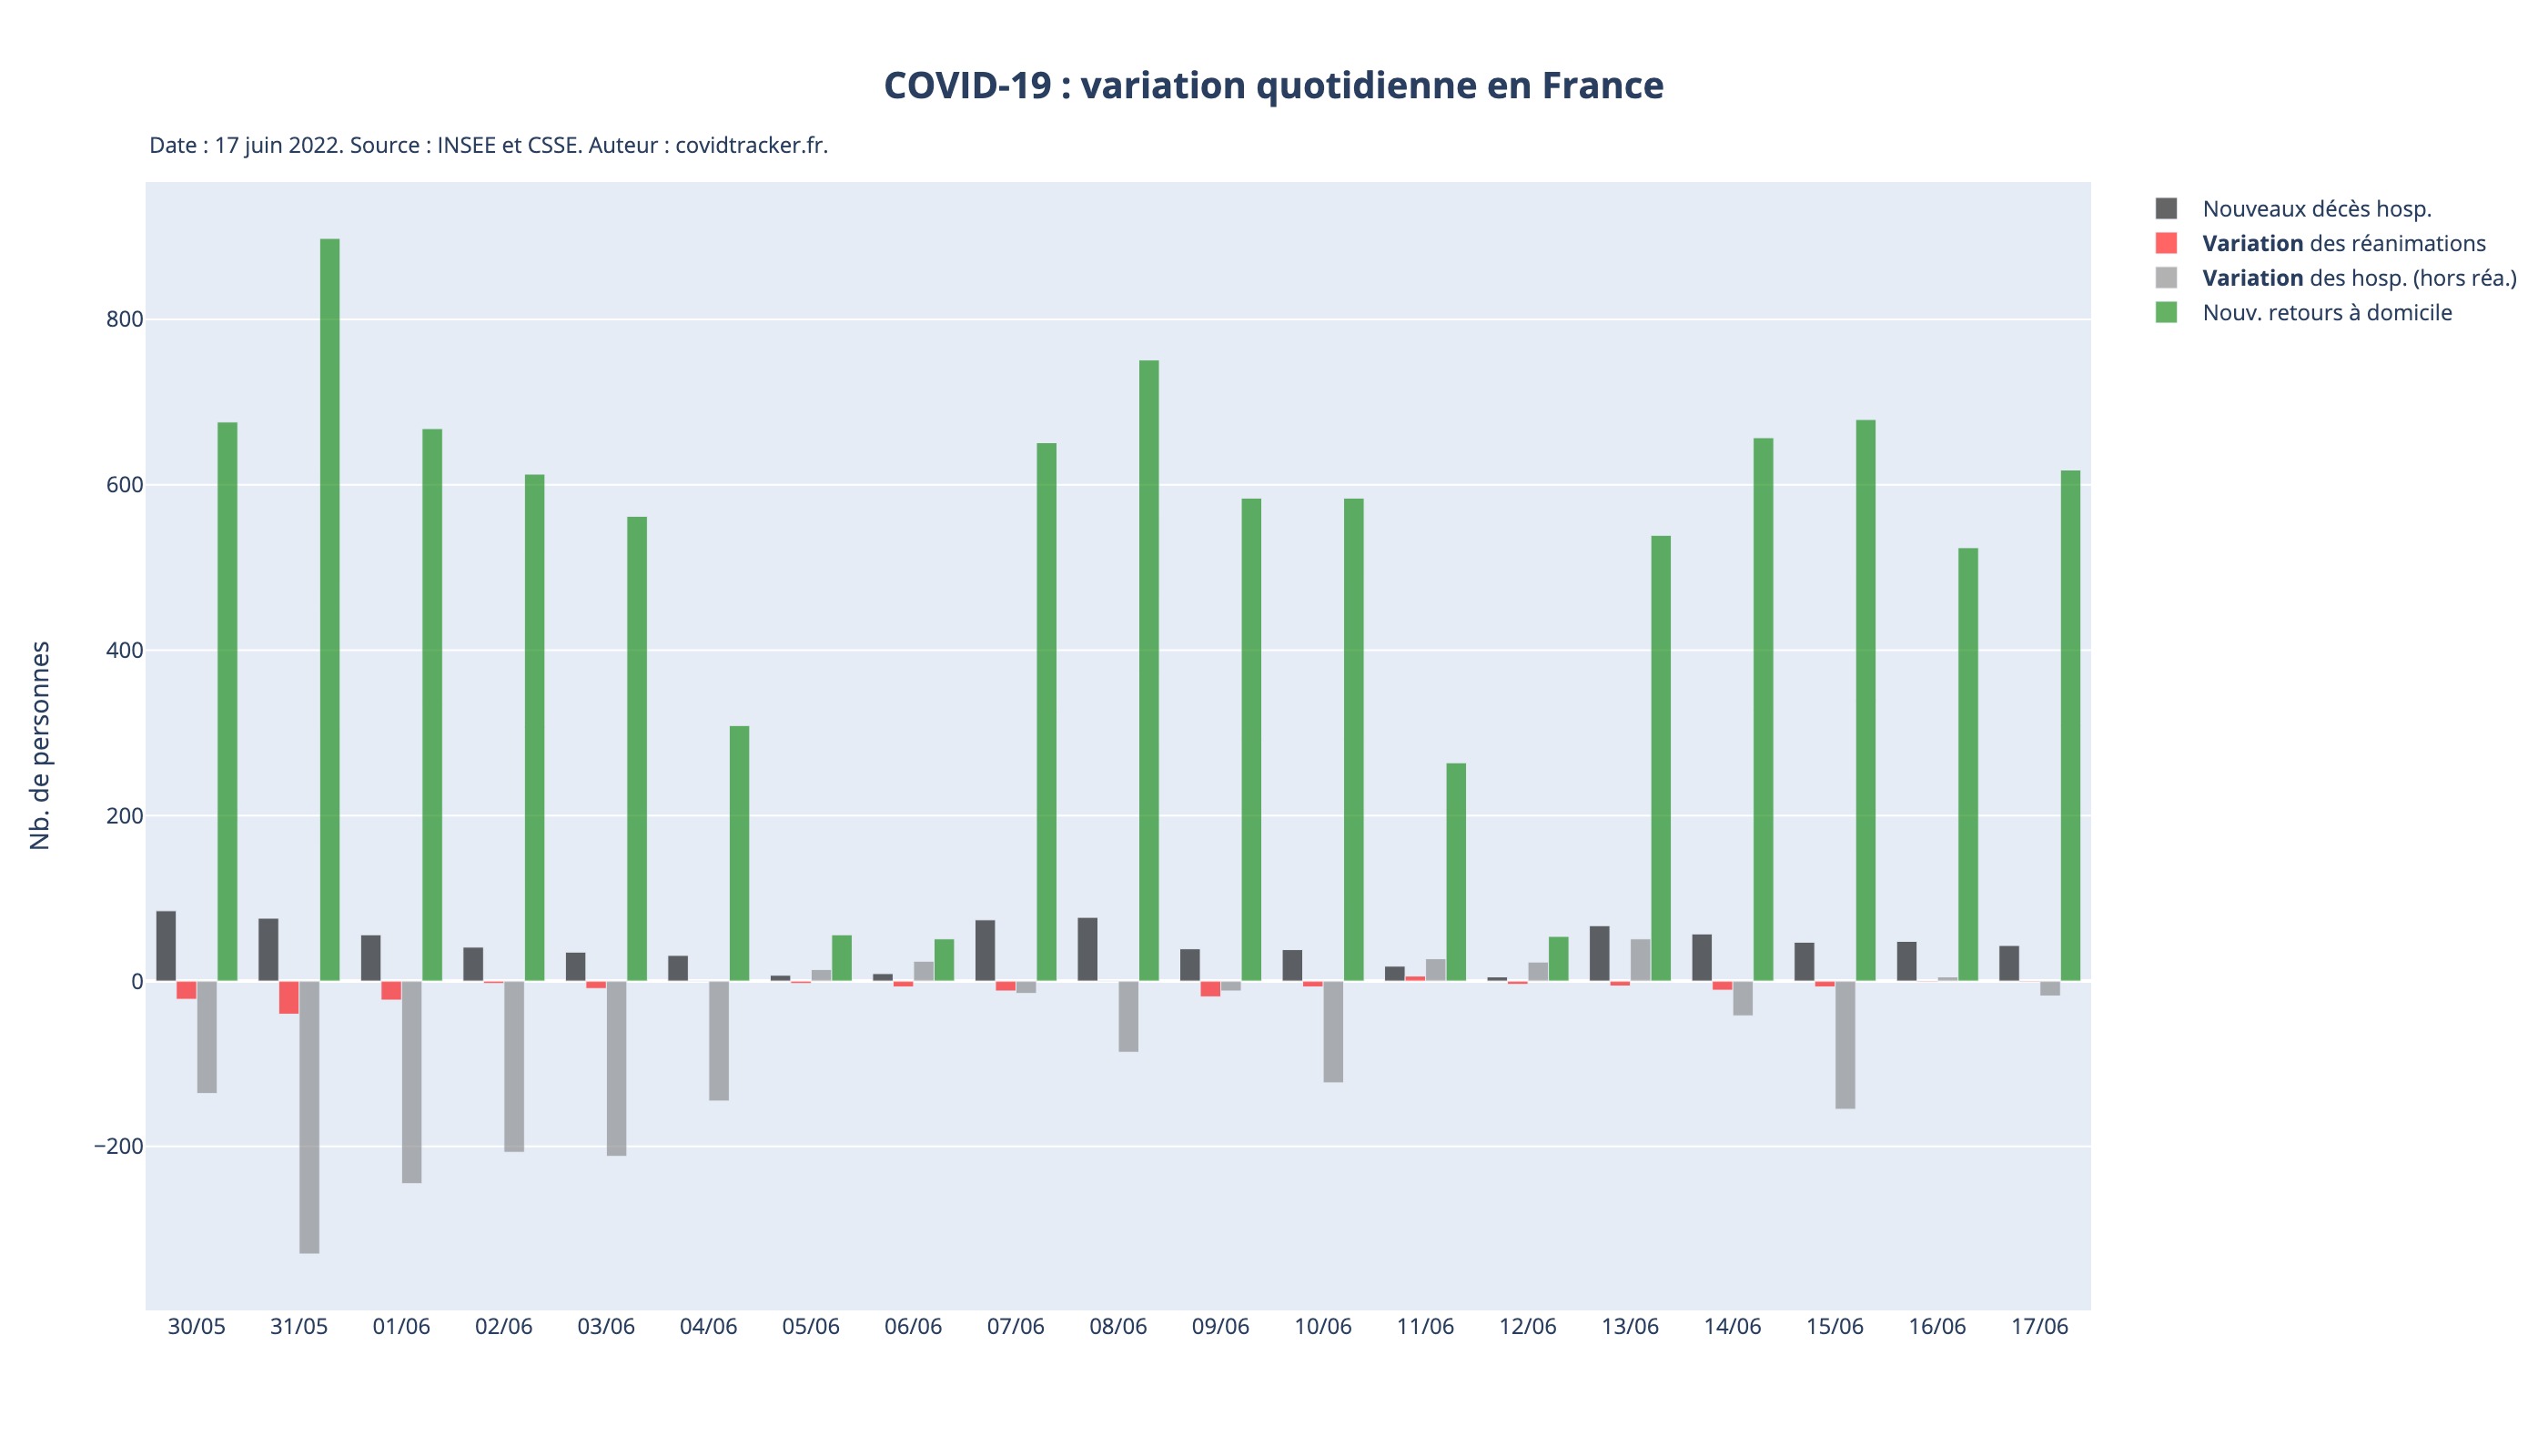 COVID-19 : variation quotidienne en France
Date : 17 juin 2022. Source : INSEE et CSSE. Auteur : covidtracker.fr.
Nouveaux décès hosp.
Variation des réanimations
Variation des hosp. (hors réa.)
Nouv. retours à domicile
Nb. de personnes
800
600
400
200
0
−200
30/05 31/05 01/06 02/06 03/06 04/06 05/06 06/06 07/06 08/06 09/06 10/06 11/06 12/06 13/06 14/06 15/06 16/06 17/06